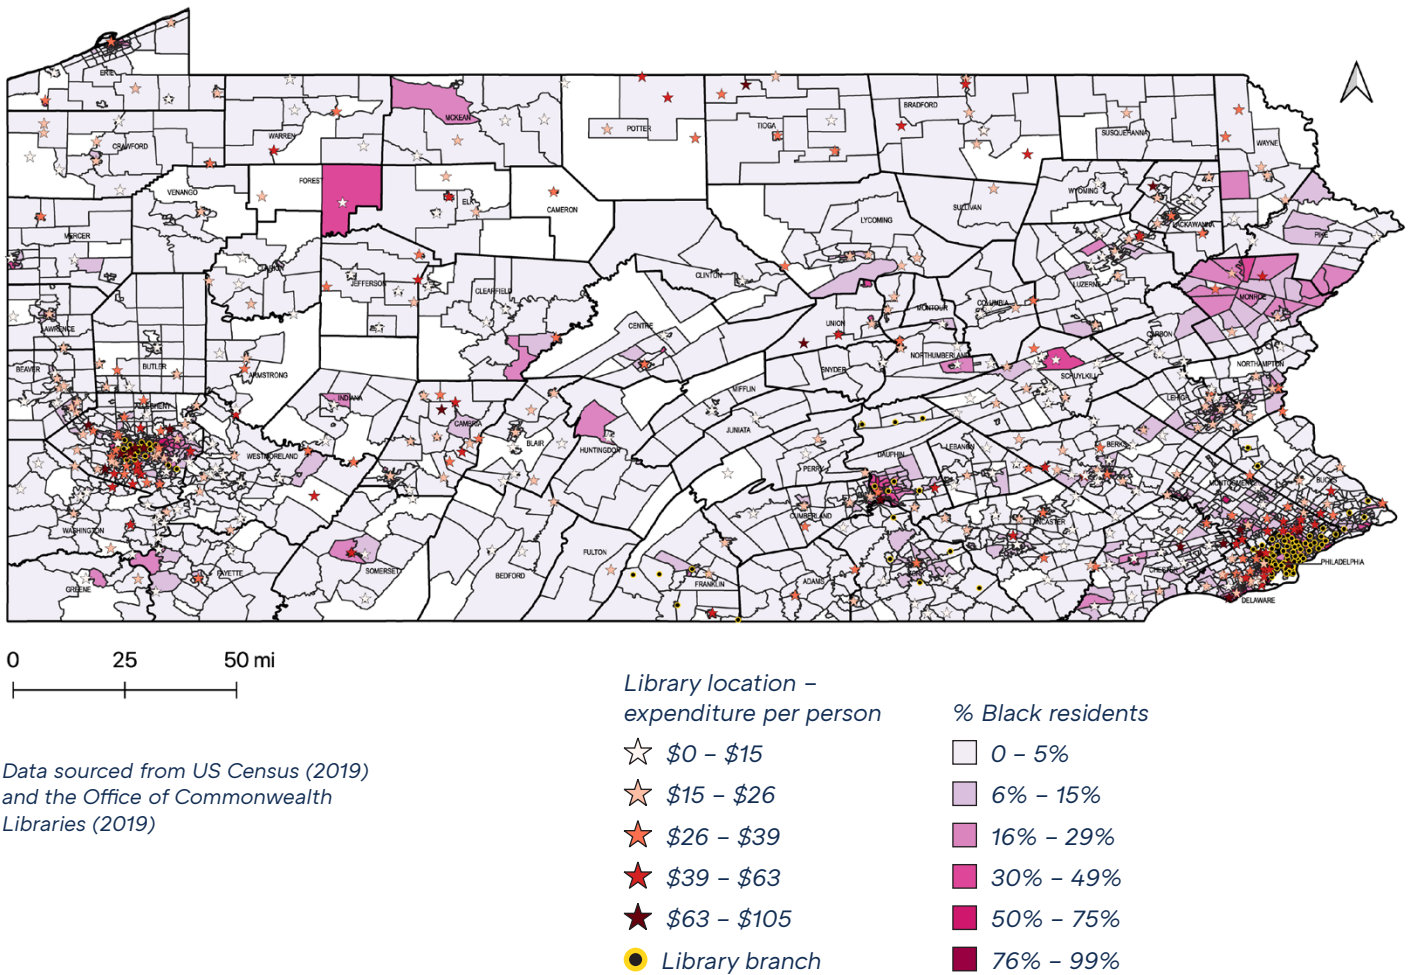 ERIE
CRAWFORD
WARREN
MCKEAN
POTTER
TIOGA
BRADFORD
SUSQUEHANNA
WAYNE
FOREST
VENANGO
ELK
CAMERON
WYOMING
SULLIVAN
LYCOMING
LACKAWANNA
PIKE
MERCER
CLARION
JEFFERSON
CLEARFIELD
CLINTON
LUZERNE
MONROE
LAWRENCE
CENTRE
UNION
MONTOUR
COLUMBIA
CARBON
BEAVER
BUTLER
ARMSTRONG
SNYDER
NORTHUMBERLAND
SCHUYLKILL
NORTHAMPTON
ALLEGHENY
INDIANA
CAMBRIA
BLAIR
HUNTINGDON
MIFFLIN
JUNIATA
LEHIGH
WESTMORELAND
PERRY
DAUPHIN
LEBANON
BERKS
MONTGOMERY
BUCKS
WASHINGTON
CUMBERLAND
LANCASTER
GREENE
FAYETTE
SOMERSET
BEDFORD
FULTON
FRANKLIN
ADAMS
YORK
CHESTER
PHILADELPHIA
DELAWARE
0 25 50 mi
Library location –
expenditure per person
$0 – $15
$15 – $26
$26 – $39
$39 – $63
$63 – $105
Library branch
% Black residents
0 – 5%
6% – 15%
16% – 29%
30% – 49%
50% – 75%
76% – 99%
Data sourced from US Census (2019)
and the Office of Commonwealth
Libraries (2019)